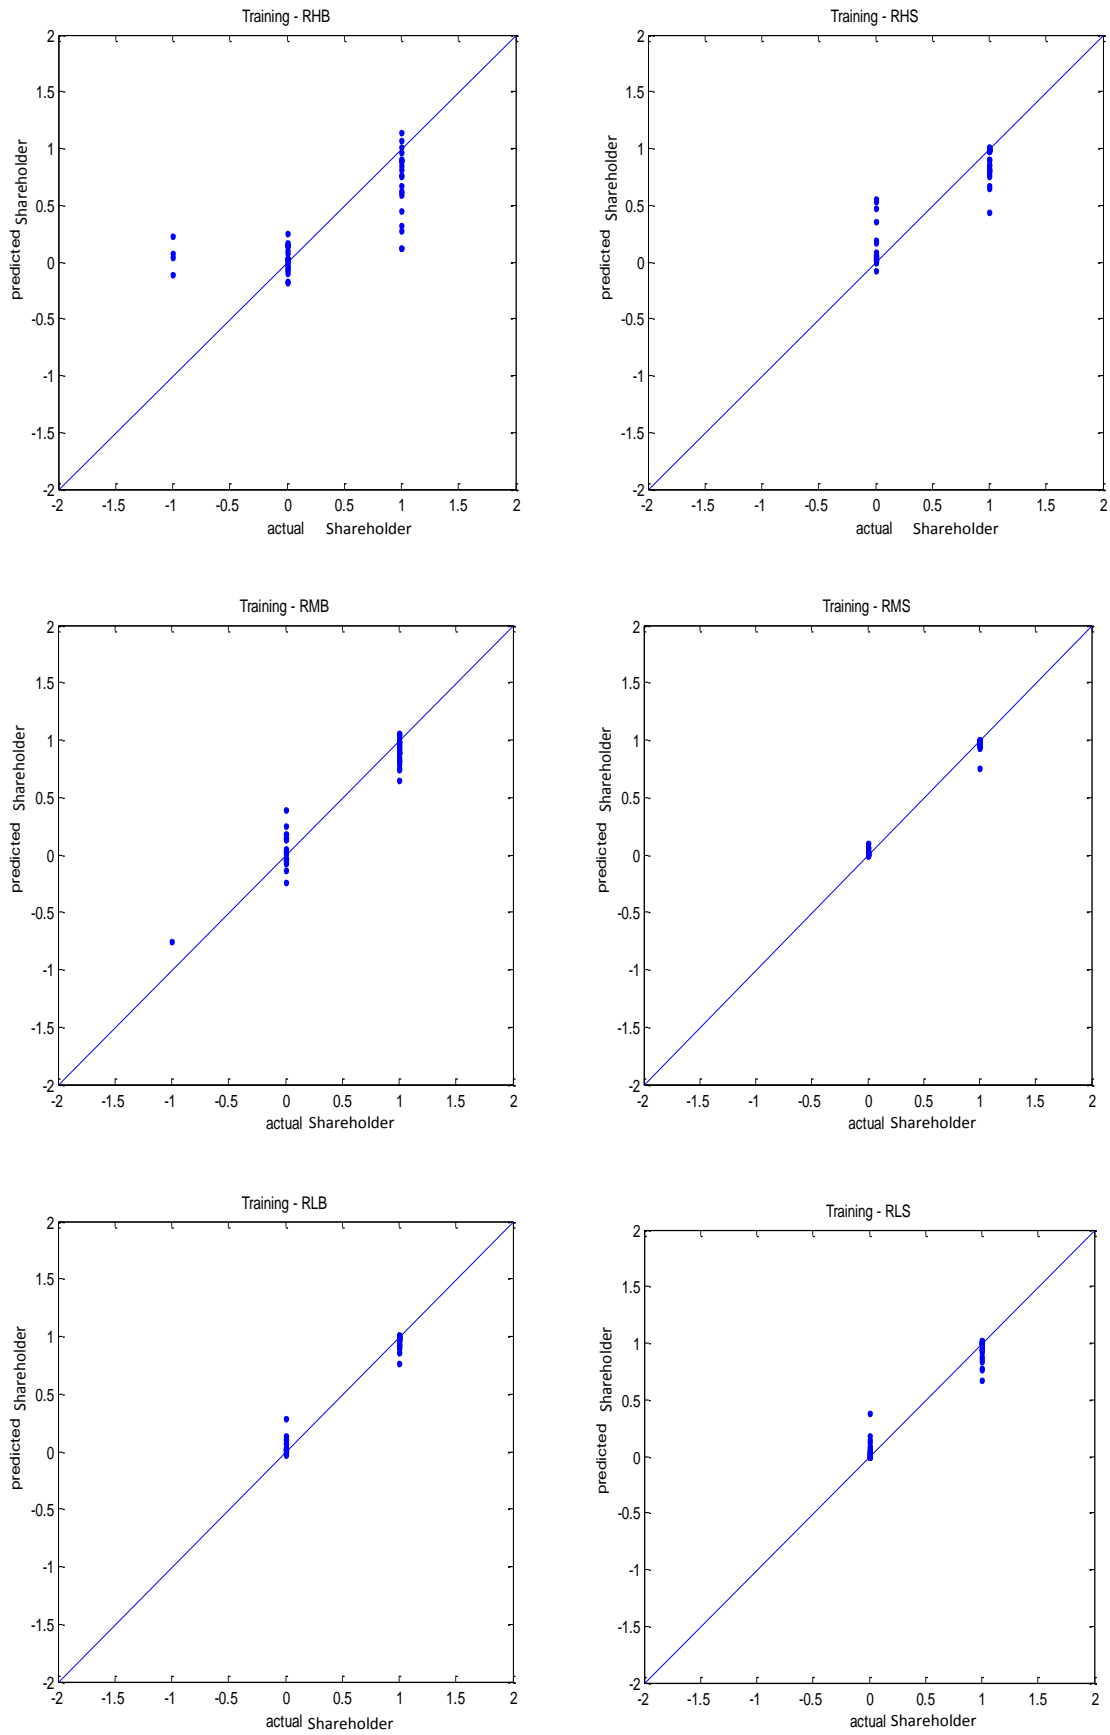 Training - RHB
2
1.5
1
0.5
0
-0.5
-1
-1.5
-2
-2 -1.5 -1 -0.5 0 0.5 1 1.5 2
predicted Shareholder
actual Shareholder
Training - RHS
2
1.5
1
0.5
0
-0.5
-1
-1.5
-2
-2 -1.5 -1 -0.5 0 0.5 1 1.5 2
predicted Shareholder
actual Shareholder
Training - RMB
2
1.5
1
0.5
0
-0.5
-1
-1.5
-2
-2 -1.5 -1 -0.5 0 0.5 1 1.5 2
predicted Shareholder
actual Shareholder
Training - RMS
2
1.5
1
0.5
0
-0.5
-1
-1.5
-2
-2 -1.5 -1 -0.5 0 0.5 1 1.5 2
predicted Shareholder
actual Shareholder
Training - RLB
2
1.5
1
0.5
0
-0.5
-1
-1.5
-2
-2 -1.5 -1 -0.5 0 0.5 1 1.5 2
predicted Shareholder
actual Shareholder
Training - RLS
2
1.5
1
0.5
0
-0.5
-1
-1.5
-2
-2 -1.5 -1 -0.5 0 0.5 1 1.5 2
predicted Shareholder
actual Shareholder